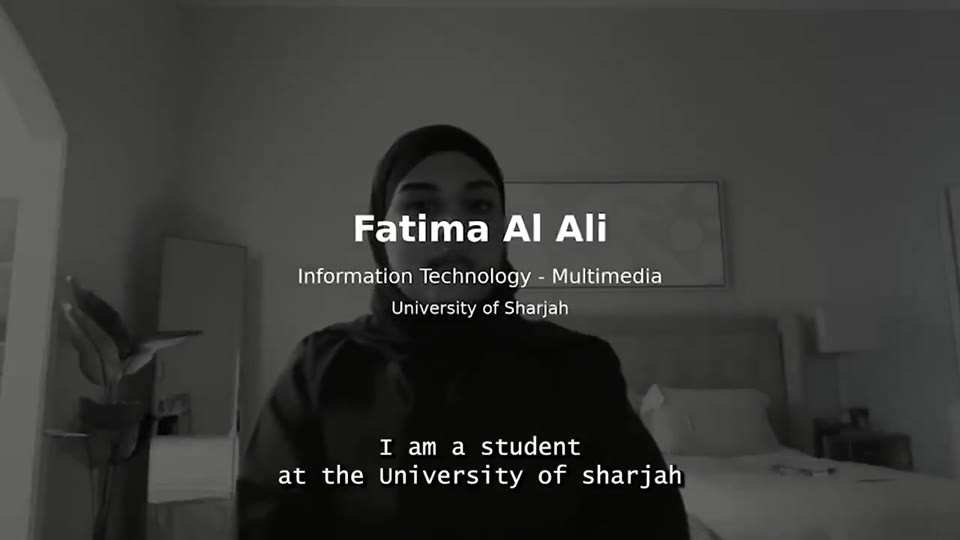 Fatima Al Ali
Information Technology - Multimedia
University of Sharjah
I am a student
at the University of sharjah